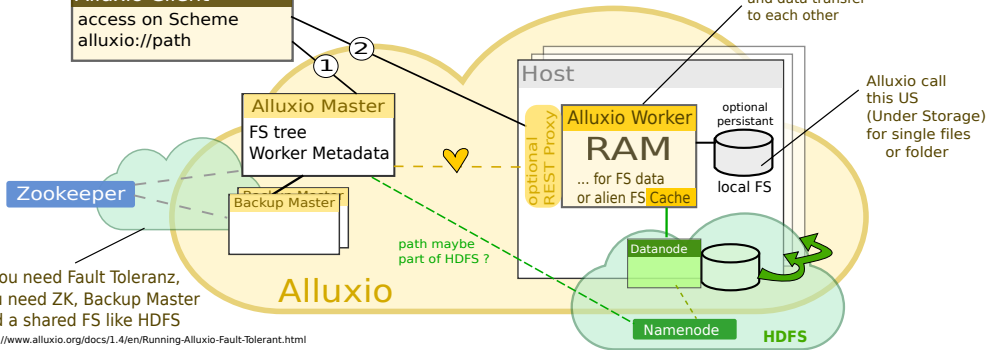 access on Scheme
alluxio://path
and data transfer
to each other
1
2
Host
Alluxio call
this US
(Under Storage)
for single files
or folder
Alluxio Master
FS tree
Worker Metadata
optional
REST Proxy
Alluxio Worker
RAM
... for FS data
or alien FS
Cache
optional
persistant
local FS
Zookeeper
Backup Master
Backup Master
path maybe
part of HDFS ?
Datanode
Alluxio
Namenode
HDFS
ou need Fault Toleranz,
need ZK, Backup Master
a shared FS like HDFS
//www.alluxio.org/docs/1.4/en/Running-Alluxio-Fault-Tolerant.html